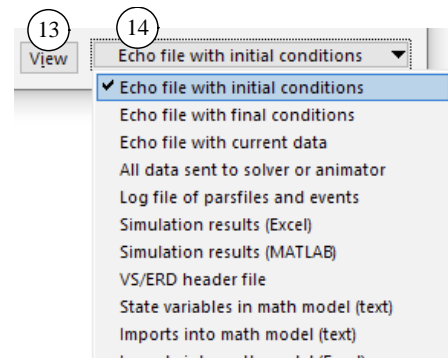 13 14
View Echo file with initial conditions
Echo file with initial conditions
Echo file with final conditions
Echo file with current data
All data sent to solver or animator
Log file of parsfiles and events
Simulation results (Excel)
Simulation results (MATLAB)
VS/ERD header file
State variables in math model (text)
Imports into math model (text)